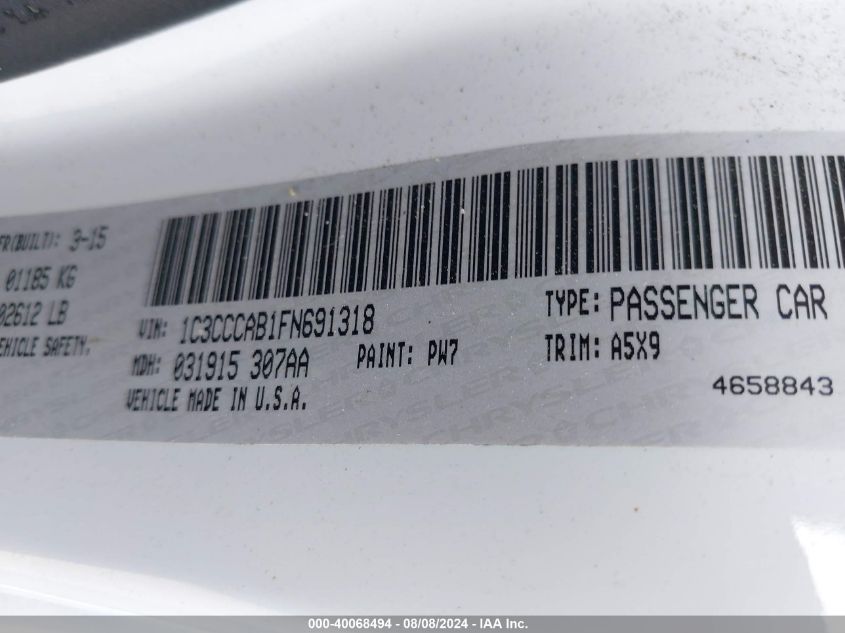 FR(BUILT): 3-15
01185 KG
02612 LB
EHICLE SAFETY.
VIN: 1C3CCCAB1FN691318
TYPE: PASSENGER CAR
MDH: 031915 307AA
PAINT: PW7
TRIM: A5X9
VEHICLE MADE IN U.S.A.
4658843
000-40068494 - 08/08/2024 - IAA Inc.